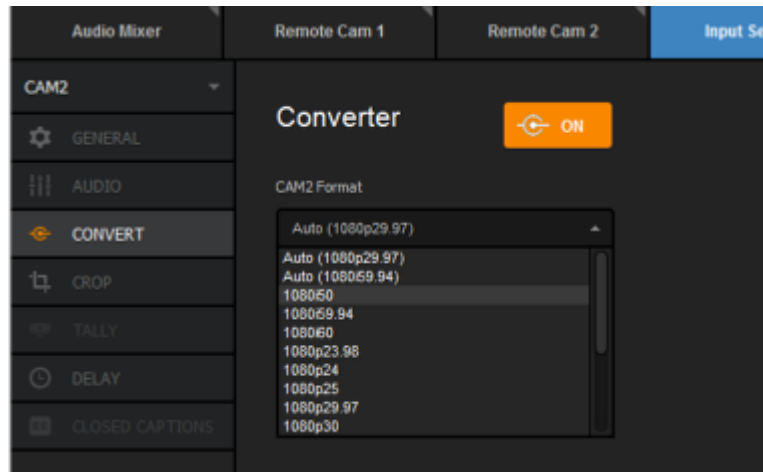 Audio Mixer
Remote Cam 1
Remote Cam 2
Input Se
CAM2
GENERAL
AUDIO
CONVERT
CROP
TALLY
DELAY
CLOSED CAPTIONS
Converter
ON
CAM2 Format
Auto (1080p29.97)
Auto (1080p29.97)
Auto (1080i59.94)
1080i50
1080i59.94
1080i60
1080p23.98
1080p24
1080p25
1080p29.97
1080p30